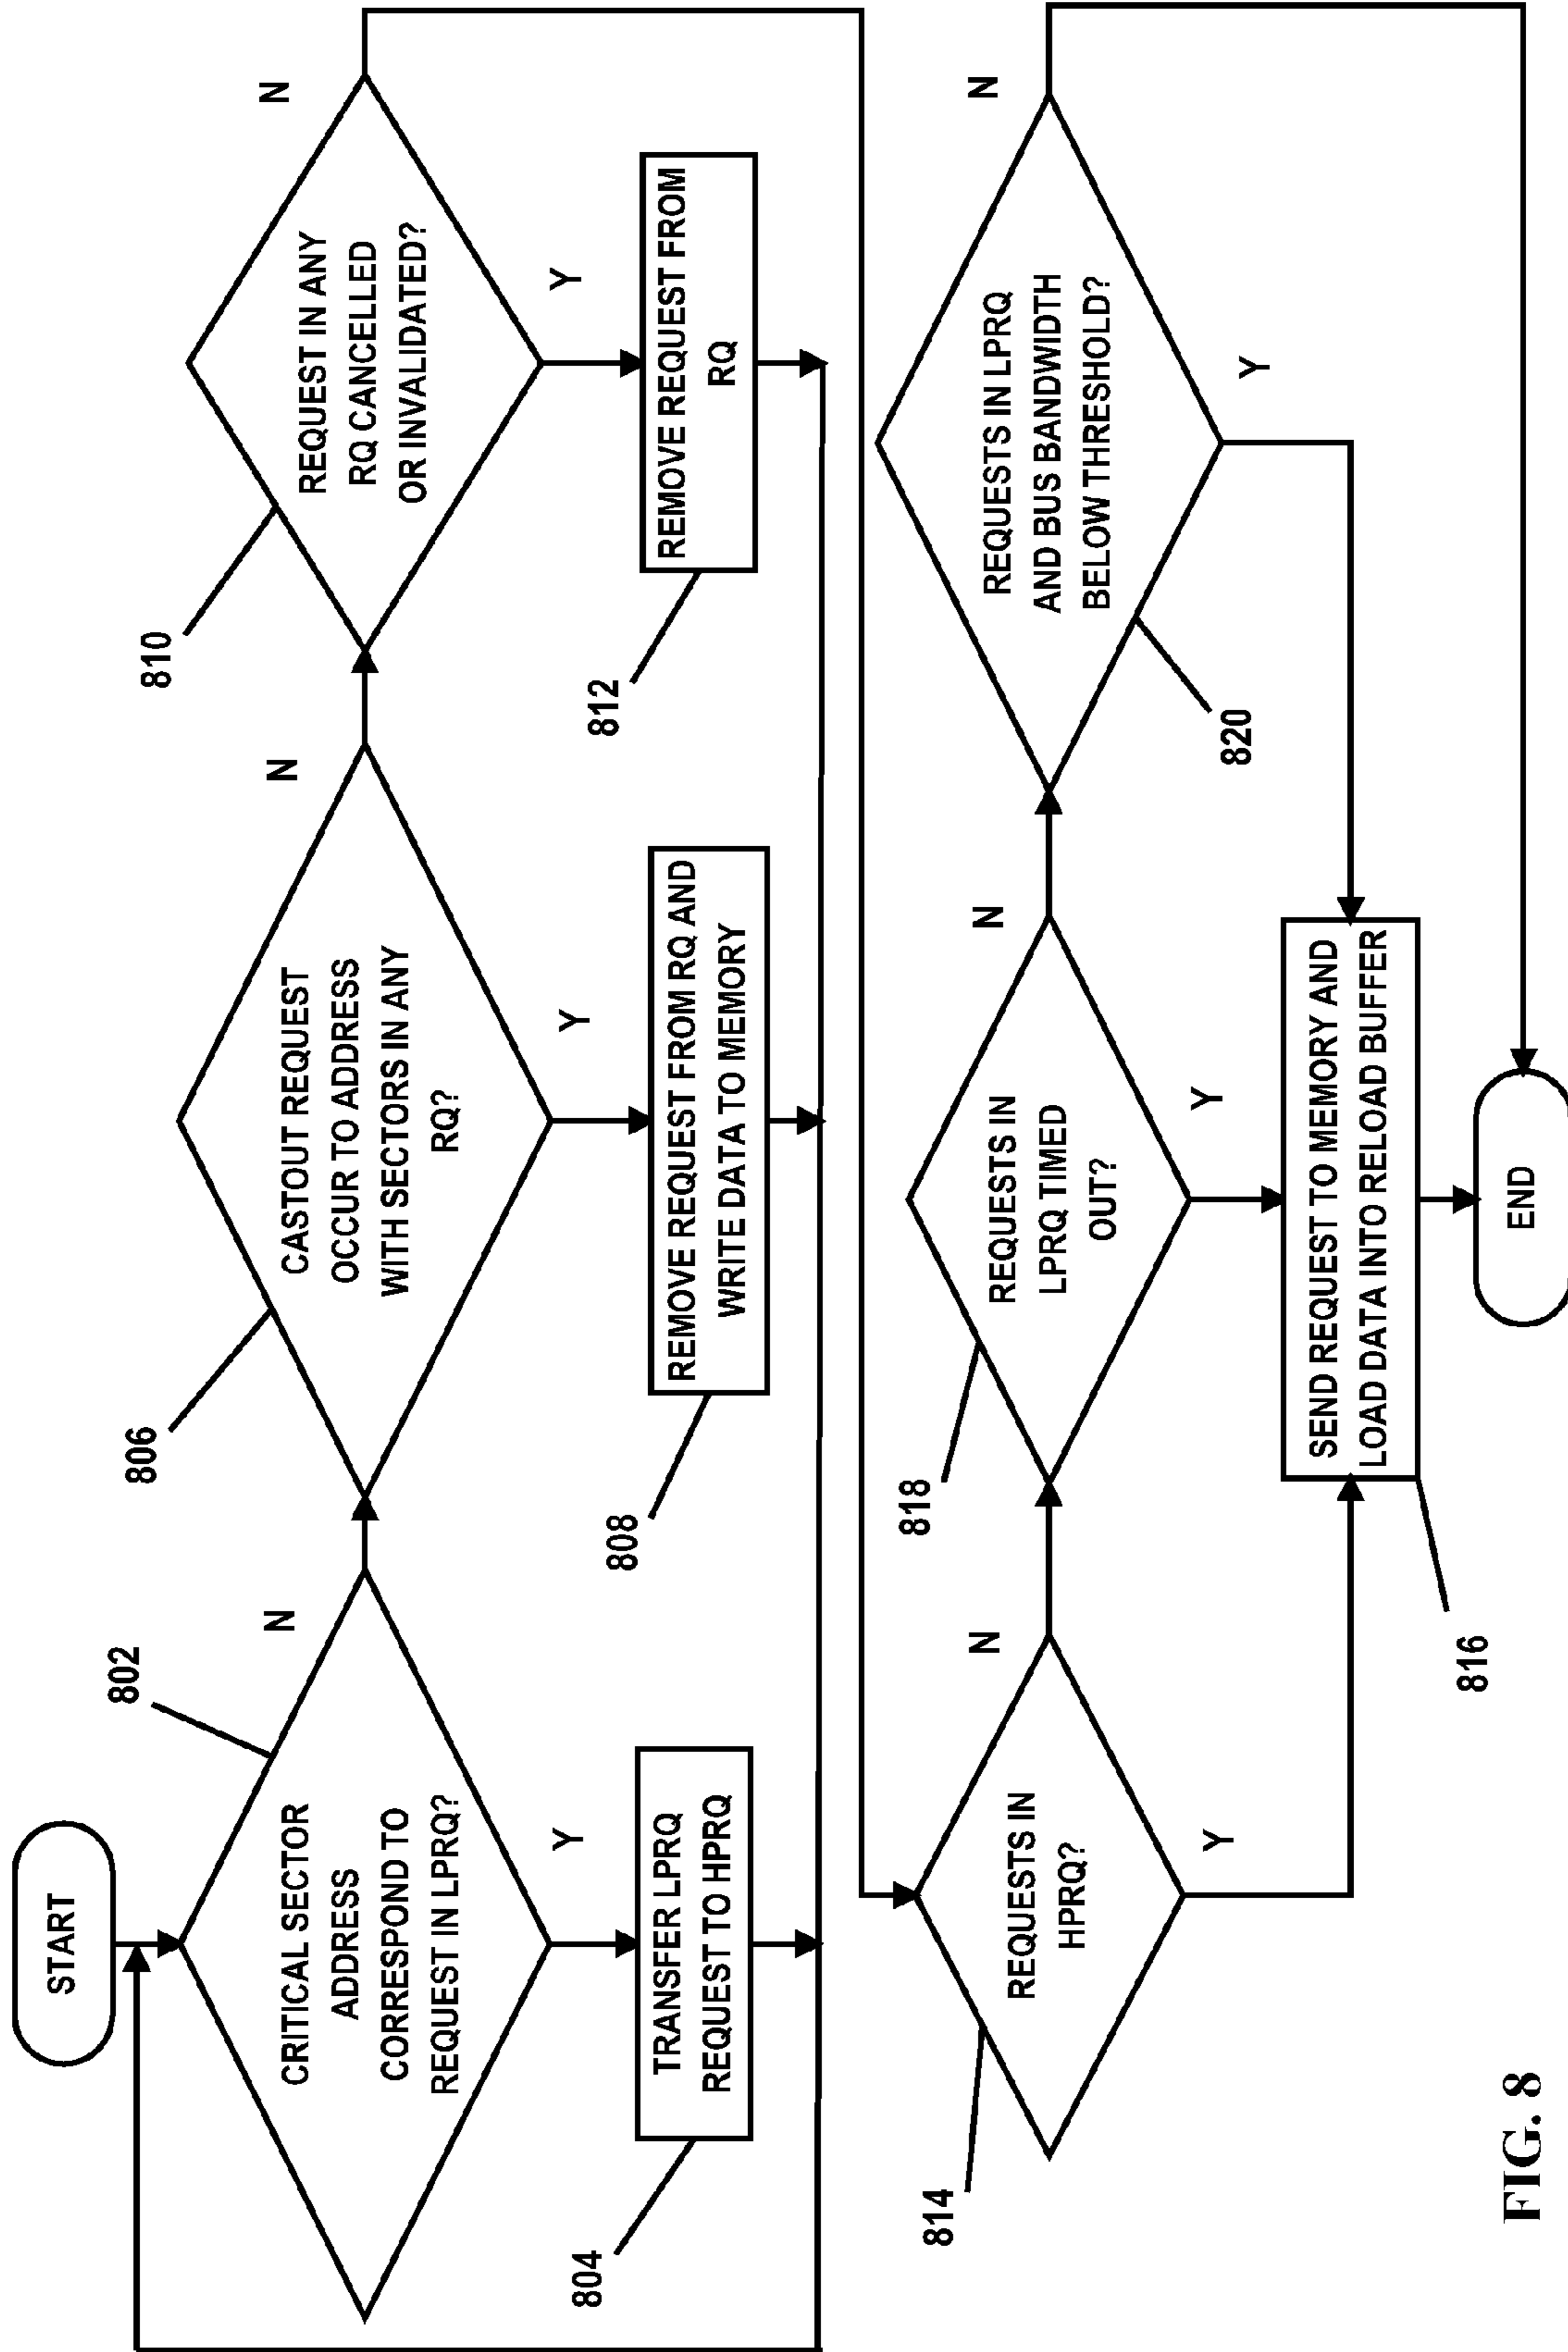 START
802
CRITICAL SECTOR
ADDRESS
CORRESPOND TO
REQUEST IN LPRQ?
N
Y
804
TRANSFER LPRQ
REQUEST TO HPRQ
806
CASTOUT REQUEST
OCCUR TO ADDRESS
WITH SECTORS IN ANY
RQ?
N
Y
808
REMOVE REQUEST FROM RQ AND
WRITE DATA TO MEMORY
810
REQUEST IN ANY
RQ CANCELLED
OR INVALIDATED?
N
Y
812
REMOVE REQUEST FROM
RQ
814
REQUESTS IN
HPRQ?
N
Y
818
REQUESTS IN
LPRQ TIMED
OUT?
N
Y
820
REQUESTS IN LPRQ
AND BUS BANDWIDTH
BELOW THRESHOLD?
N
Y
816
SEND REQUEST TO MEMORY AND
LOAD DATA INTO RELOAD BUFFER
END
FIG. 8